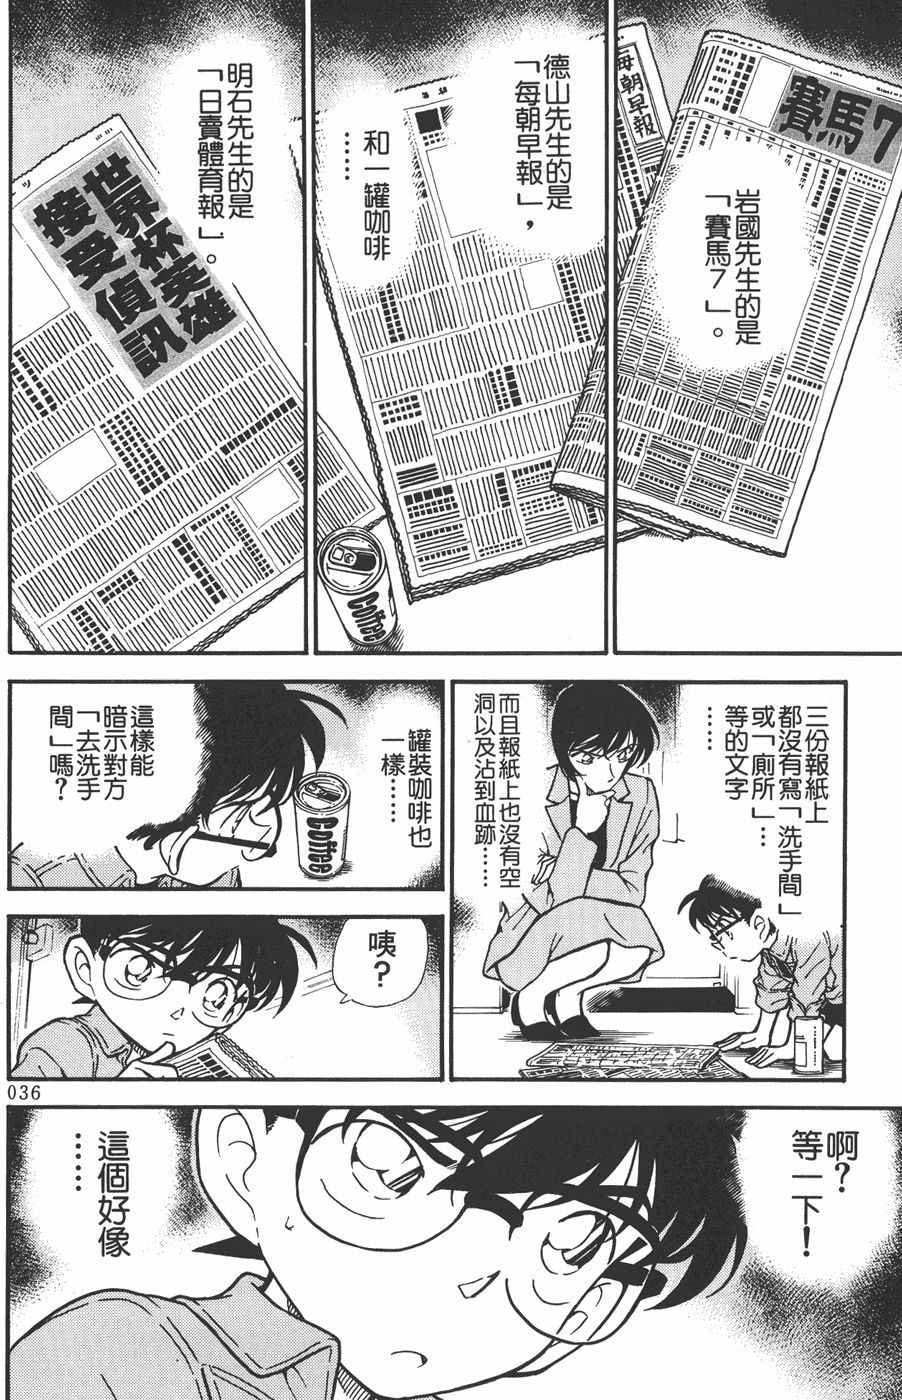 賽馬7
岩國先生的是
「賽馬7」。
每朝早報
德山先生的是
「每朝早報」,
和一罐咖啡
……
Coffee
明石先生的是
「日賣體育報」。
世界杯英雄
接受偵訊
三份報紙上
都沒有寫「洗手間」
或「廁所」…
等的文字
……
而且報紙上也沒有空
洞以及沾到血跡……
罐裝咖啡也
一樣……
Coffee
這樣能
暗示對方
「去洗手
間」嗎?
咦?
036
啊?
等一下!
這個好像
……